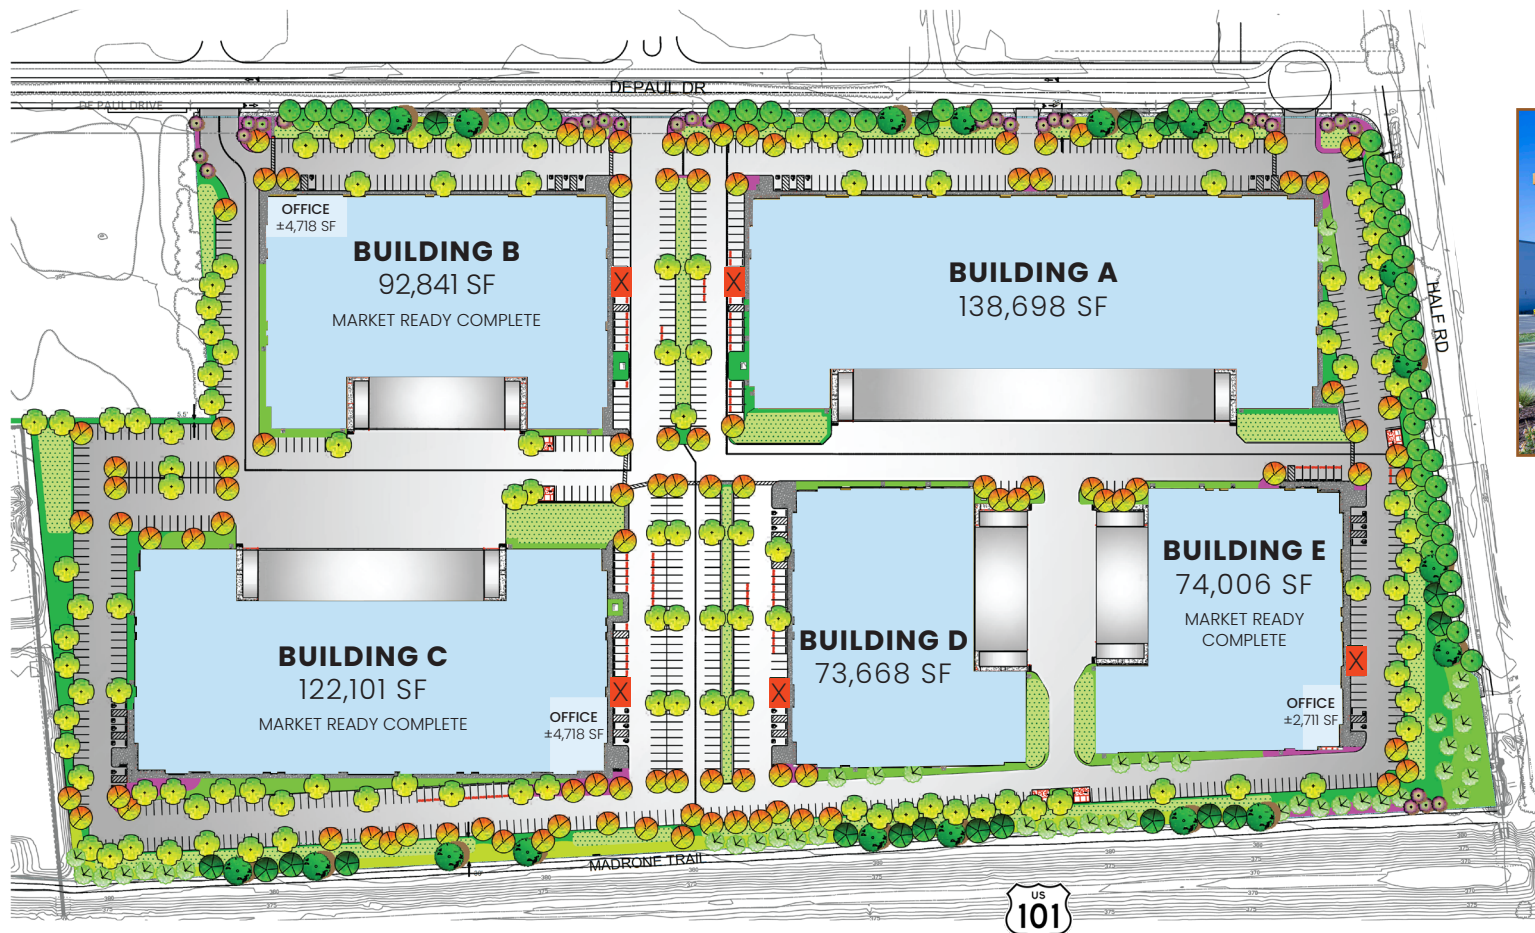 DEPAUL DR
DE PAUL DRIVE
OFFICE
±4,718 SF
BUILDING B
92,841 SF
MARKET READY COMPLETE
BUILDING A
138,698 SF
HALE RD
BUILDING C
122,101 SF
MARKET READY COMPLETE
OFFICE
±4,718 SF
BUILDING D
73,668 SF
BUILDING E
74,006 SF
MARKET READY
COMPLETE
OFFICE
±2,711 SF
MADRONE TRAIL
US
101